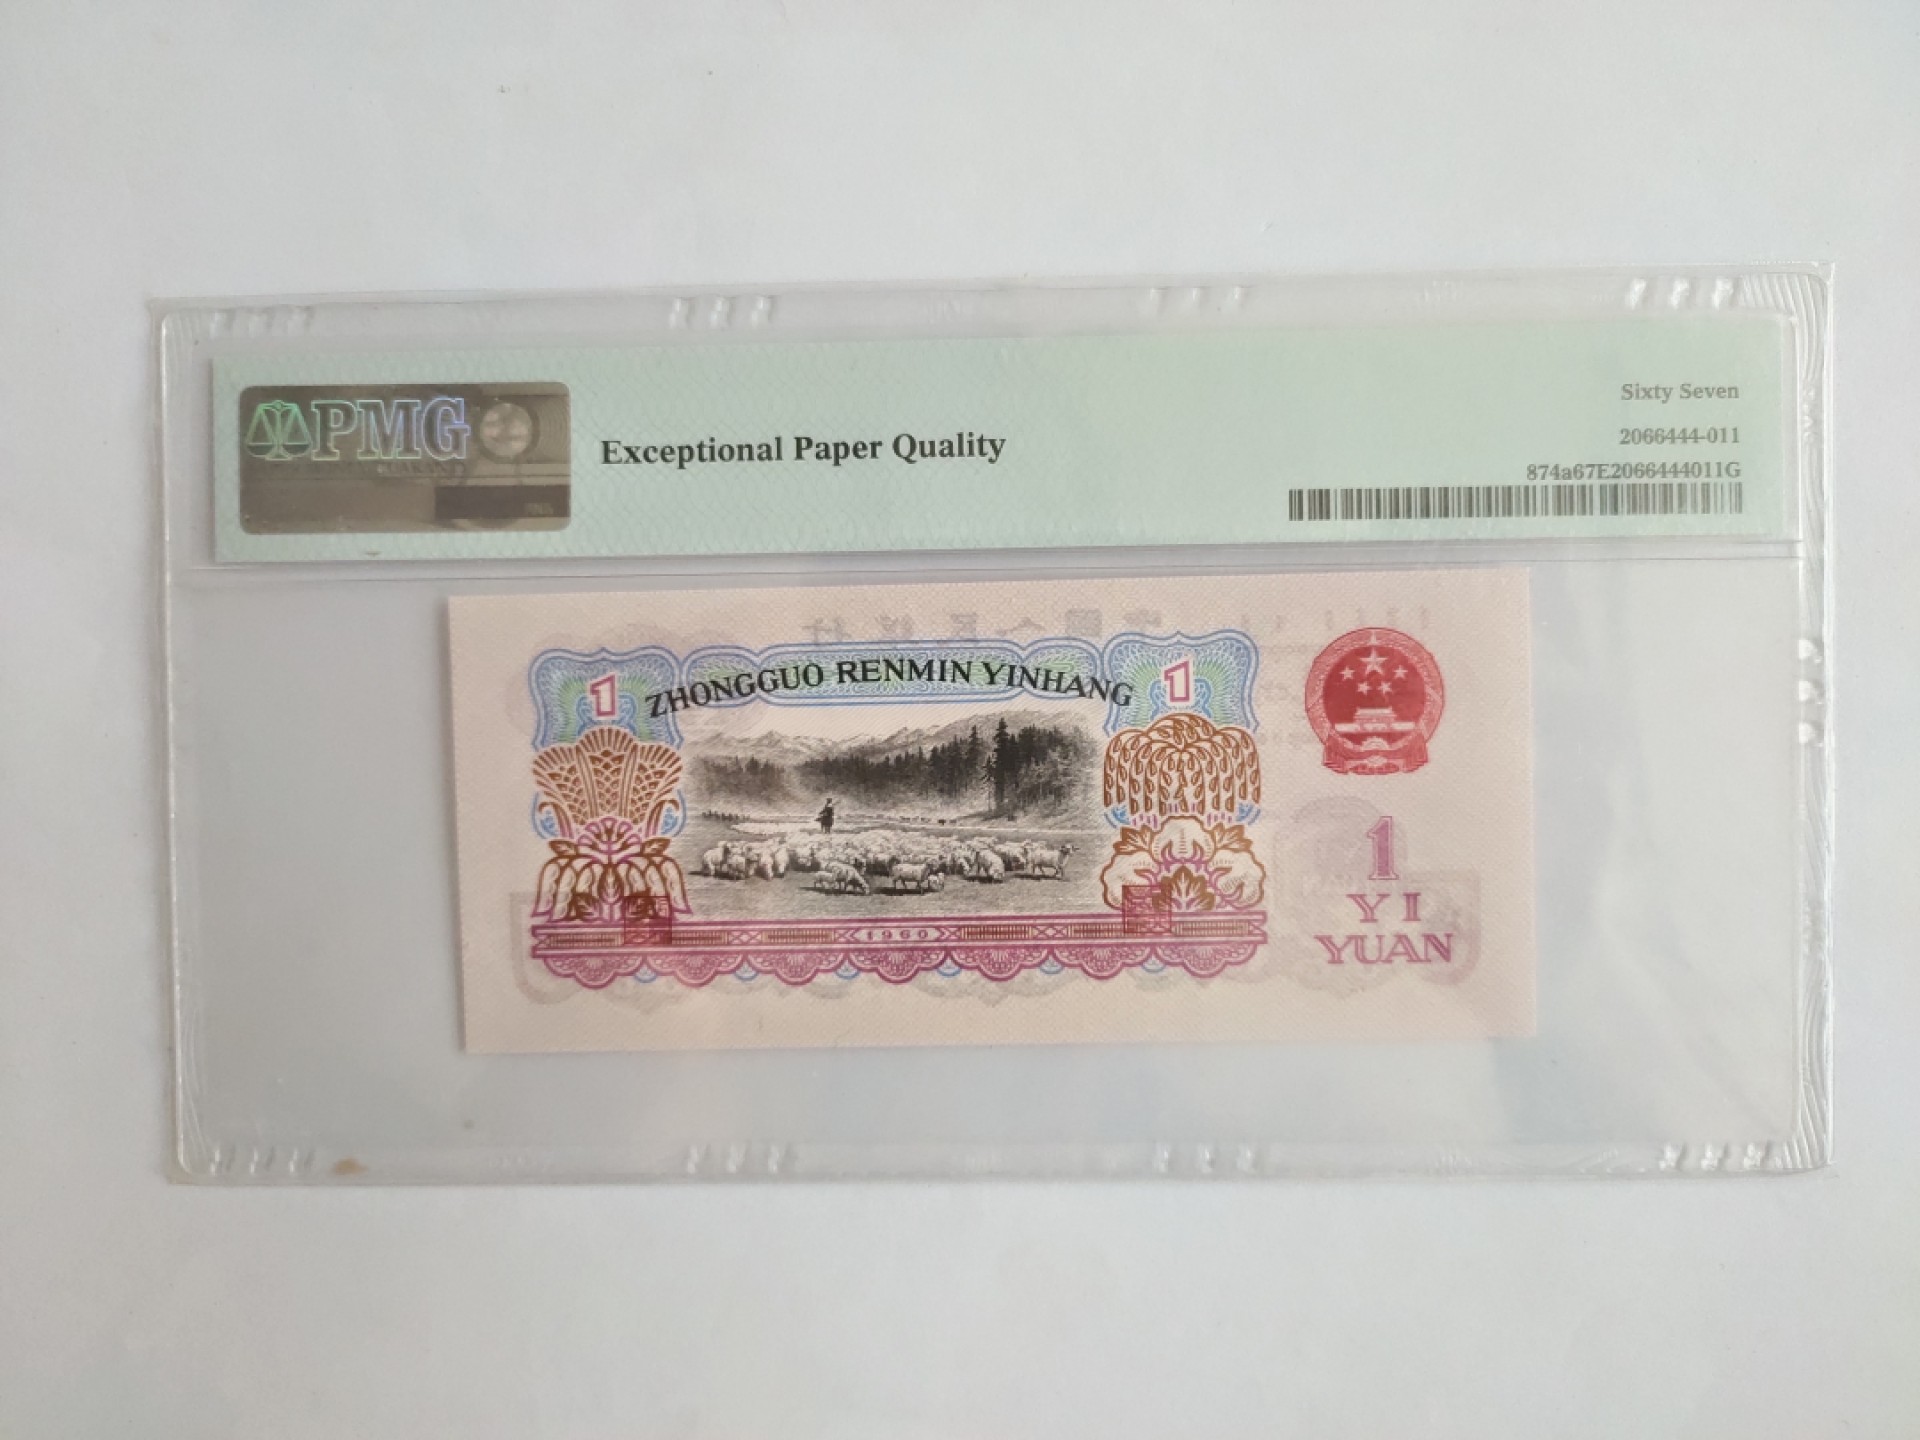 PMG
Exceptional Paper Quality
Sixty Seven
2066444-011
874a67E2066444011G
1
ZHONGGUO RENMIN YINHANG
1
1960
1
YI
YUAN